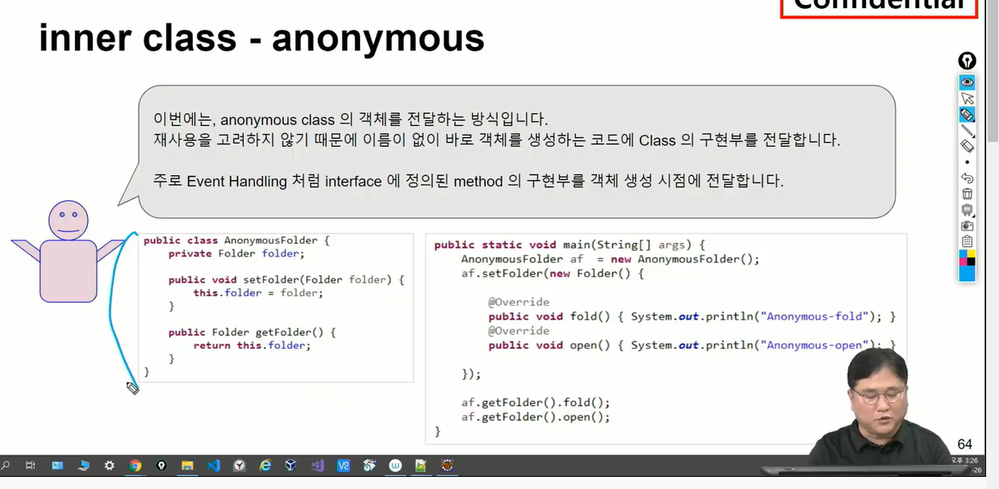 Confidential
inner class - anonymous
이번에는, anonymous class 의 객체를 전달하는 방식입니다.
재사용을 고려하지 않기 때문에 이름이 없이 바로 객체를 생성하는 코드에 Class 의 구현부를 전달합니다.
주로 Event Handling 처럼 interface 에 정의된 method 의 구현부를 객체 생성 시점에 전달합니다.
public class AnonymousFolder {
private Folder folder;
public void setFolder(Folder folder) {
this.folder = folder;
}
public Folder getFolder() {
return this.folder;
}
}
public static void main(String[] args) {
AnonymousFolder af = new AnonymousFolder();
af.setFolder(new Folder() {
@Override
public void fold() { System.out.println("Anonymous-fold"); }
@Override
public void open() { System.out.println("Anonymous-open"); }
});
af.getFolder().fold();
af.getFolder().open();
}
64
오후 3:26
-26